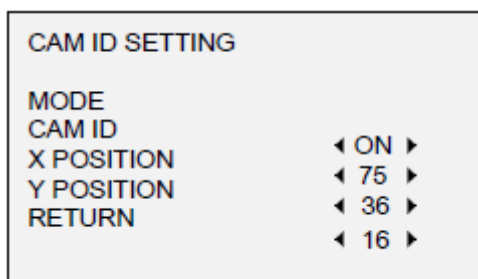 CAM ID SETTING
MODE
CAM ID
X POSITION
Y POSITION
RETURN
◀ ON ▶
◀ 75 ▶
◀ 36 ▶
◀ 16 ▶